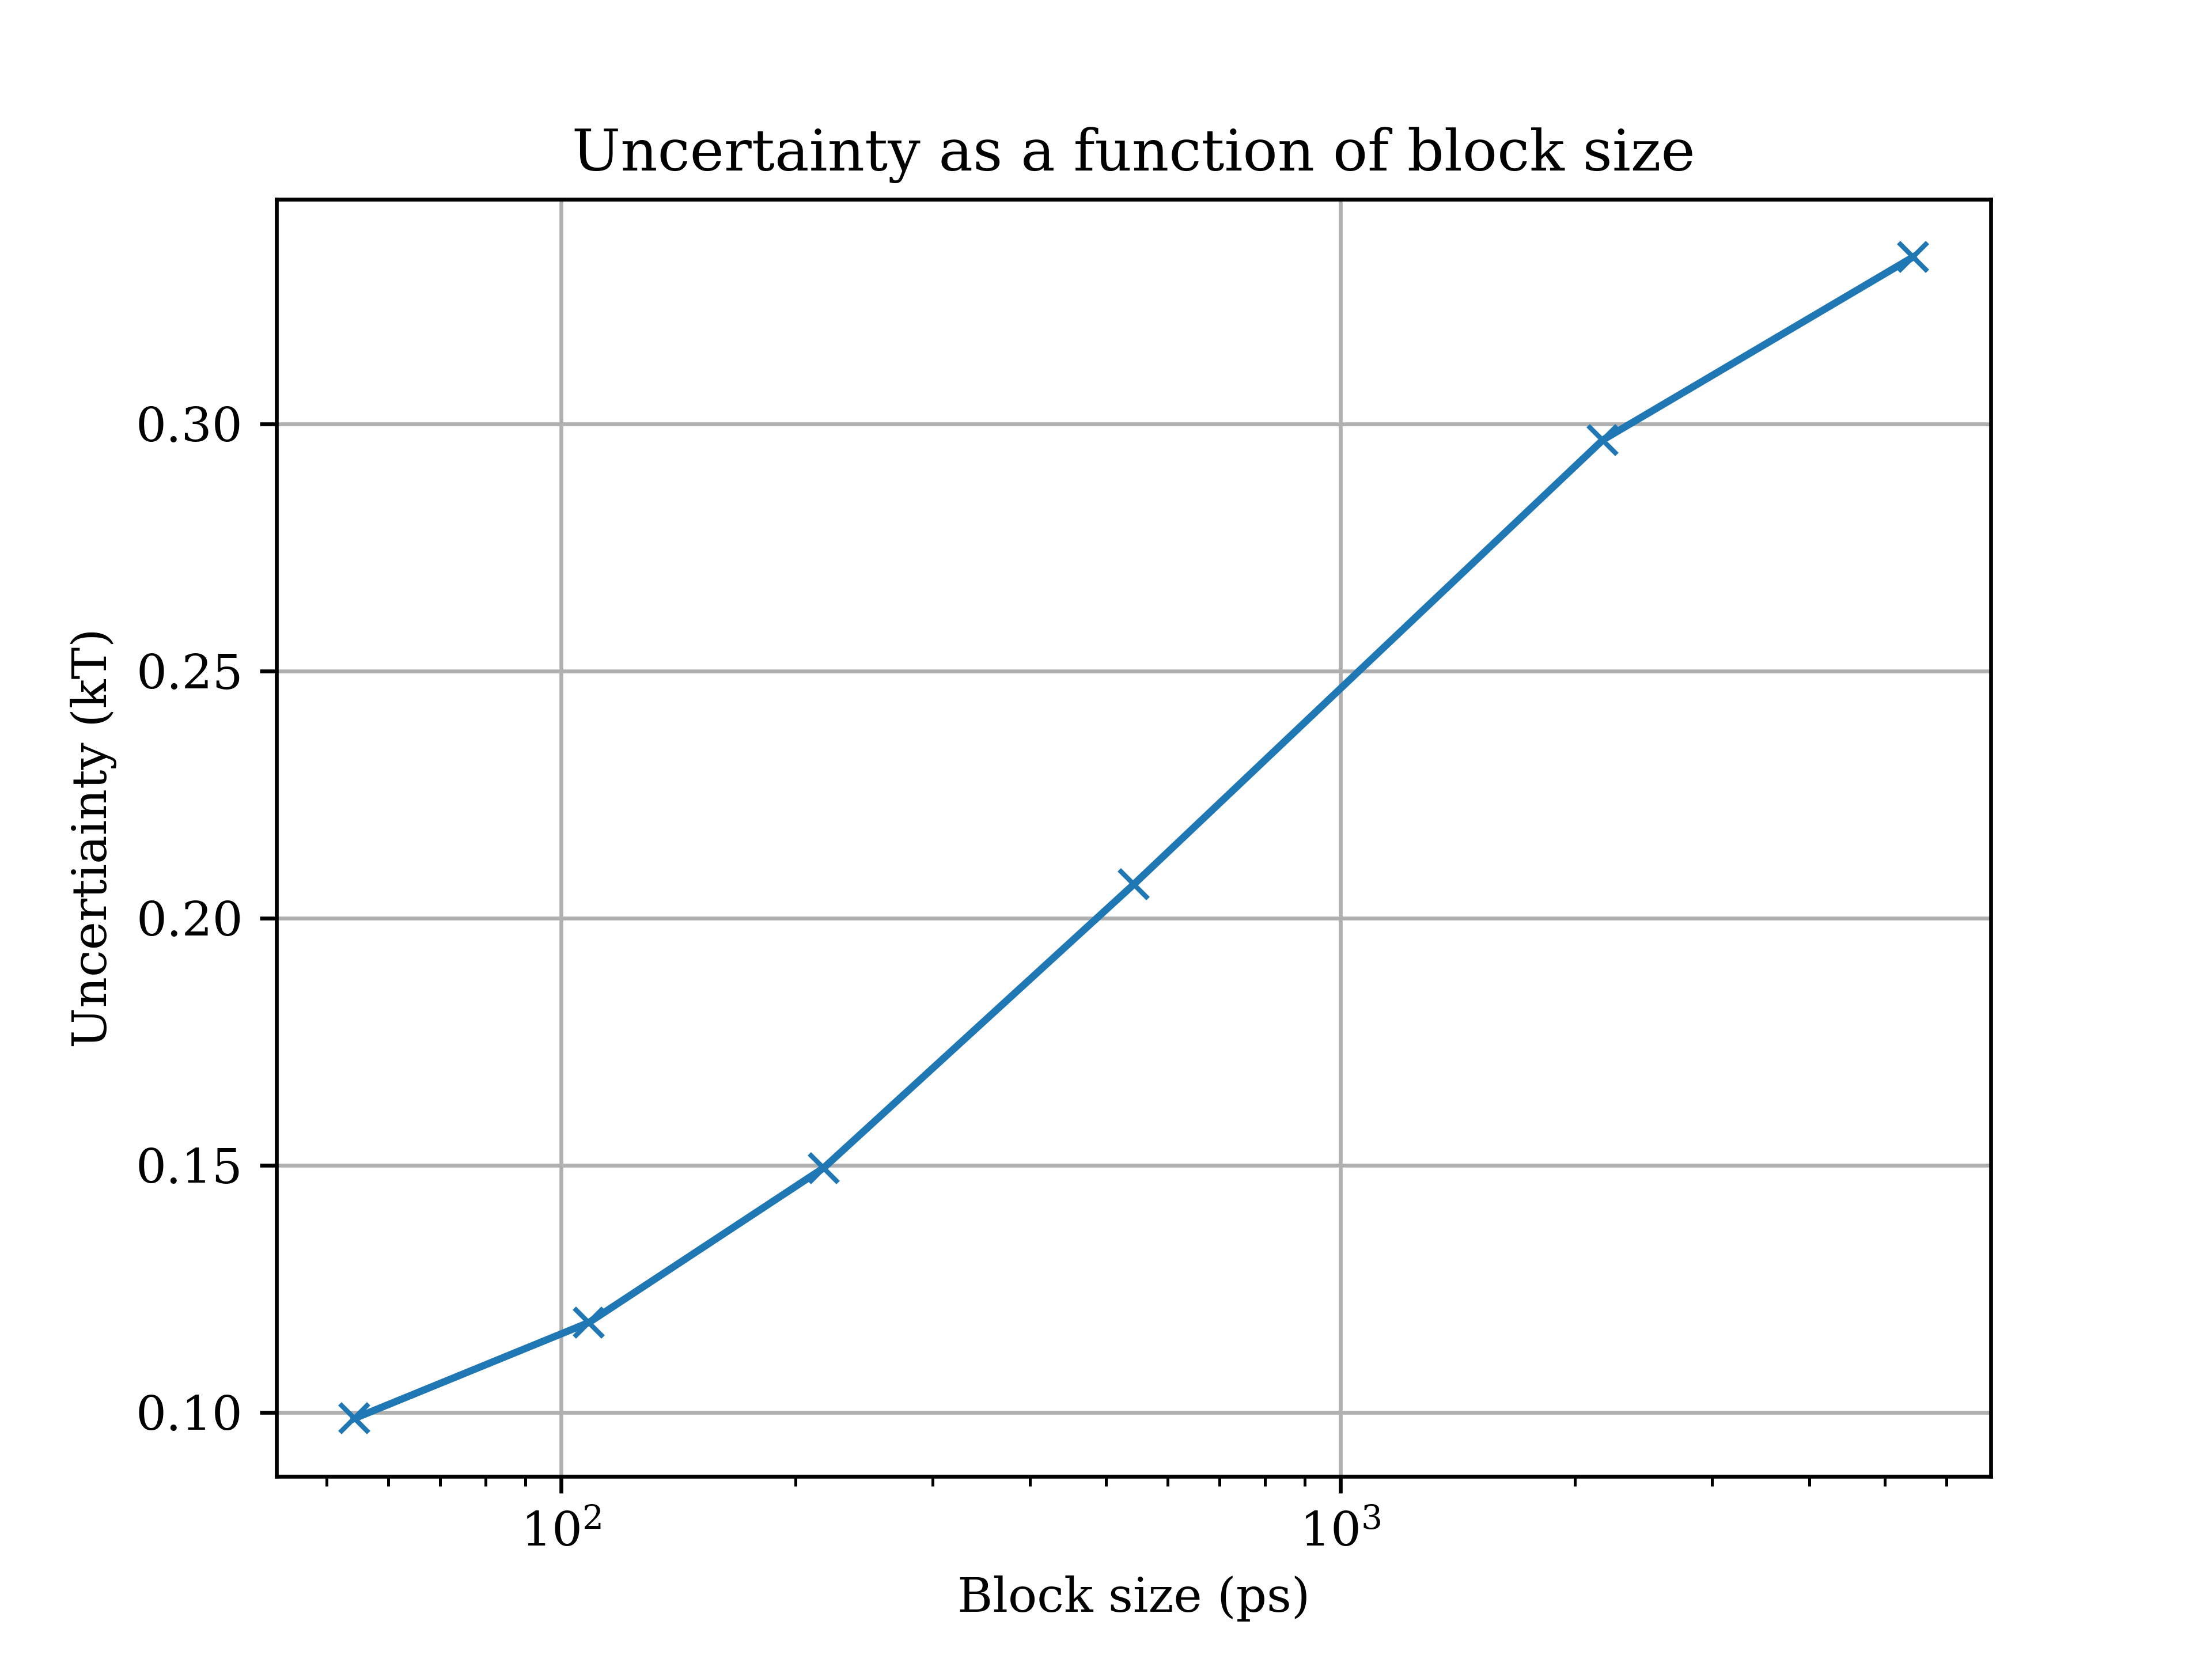 Uncertainty as a function of block size
0.30
0.25
0.20
0.15
0.10
Uncertiainty (kT)
10²
10³
Block size (ps)